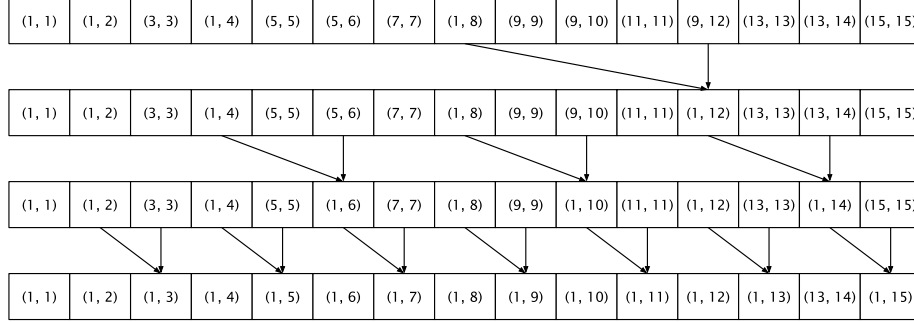 (1, 1) (1, 2) (3, 3) (1, 4) (5, 5) (5, 6) (7, 7) (1, 8) (9, 9) (9, 10) (11, 11) (9, 12) (13, 13) (13, 14) (15, 15)
(1, 1) (1, 2) (3, 3) (1, 4) (5, 5) (5, 6) (7, 7) (1, 8) (9, 9) (9, 10) (11, 11) (1, 12) (13, 13) (13, 14) (15, 15)
(1, 1) (1, 2) (3, 3) (1, 4) (5, 5) (1, 6) (7, 7) (1, 8) (9, 9) (1, 10) (11, 11) (1, 12) (13, 13) (1, 14) (15, 15)
(1, 1) (1, 2) (1, 3) (1, 4) (1, 5) (1, 6) (1, 7) (1, 8) (1, 9) (1, 10) (1, 11) (1, 12) (1, 13) (13, 14) (1, 15)